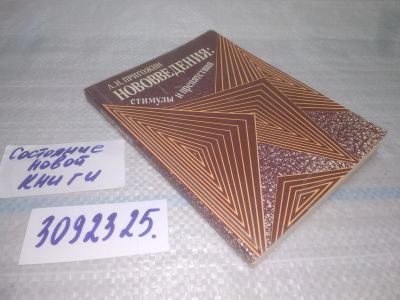 А.И.ПРИГОЖИН
НОВОВВЕДЕНИЯ:
стимулы и препятствия
Состояние
новой
книги
3092325.